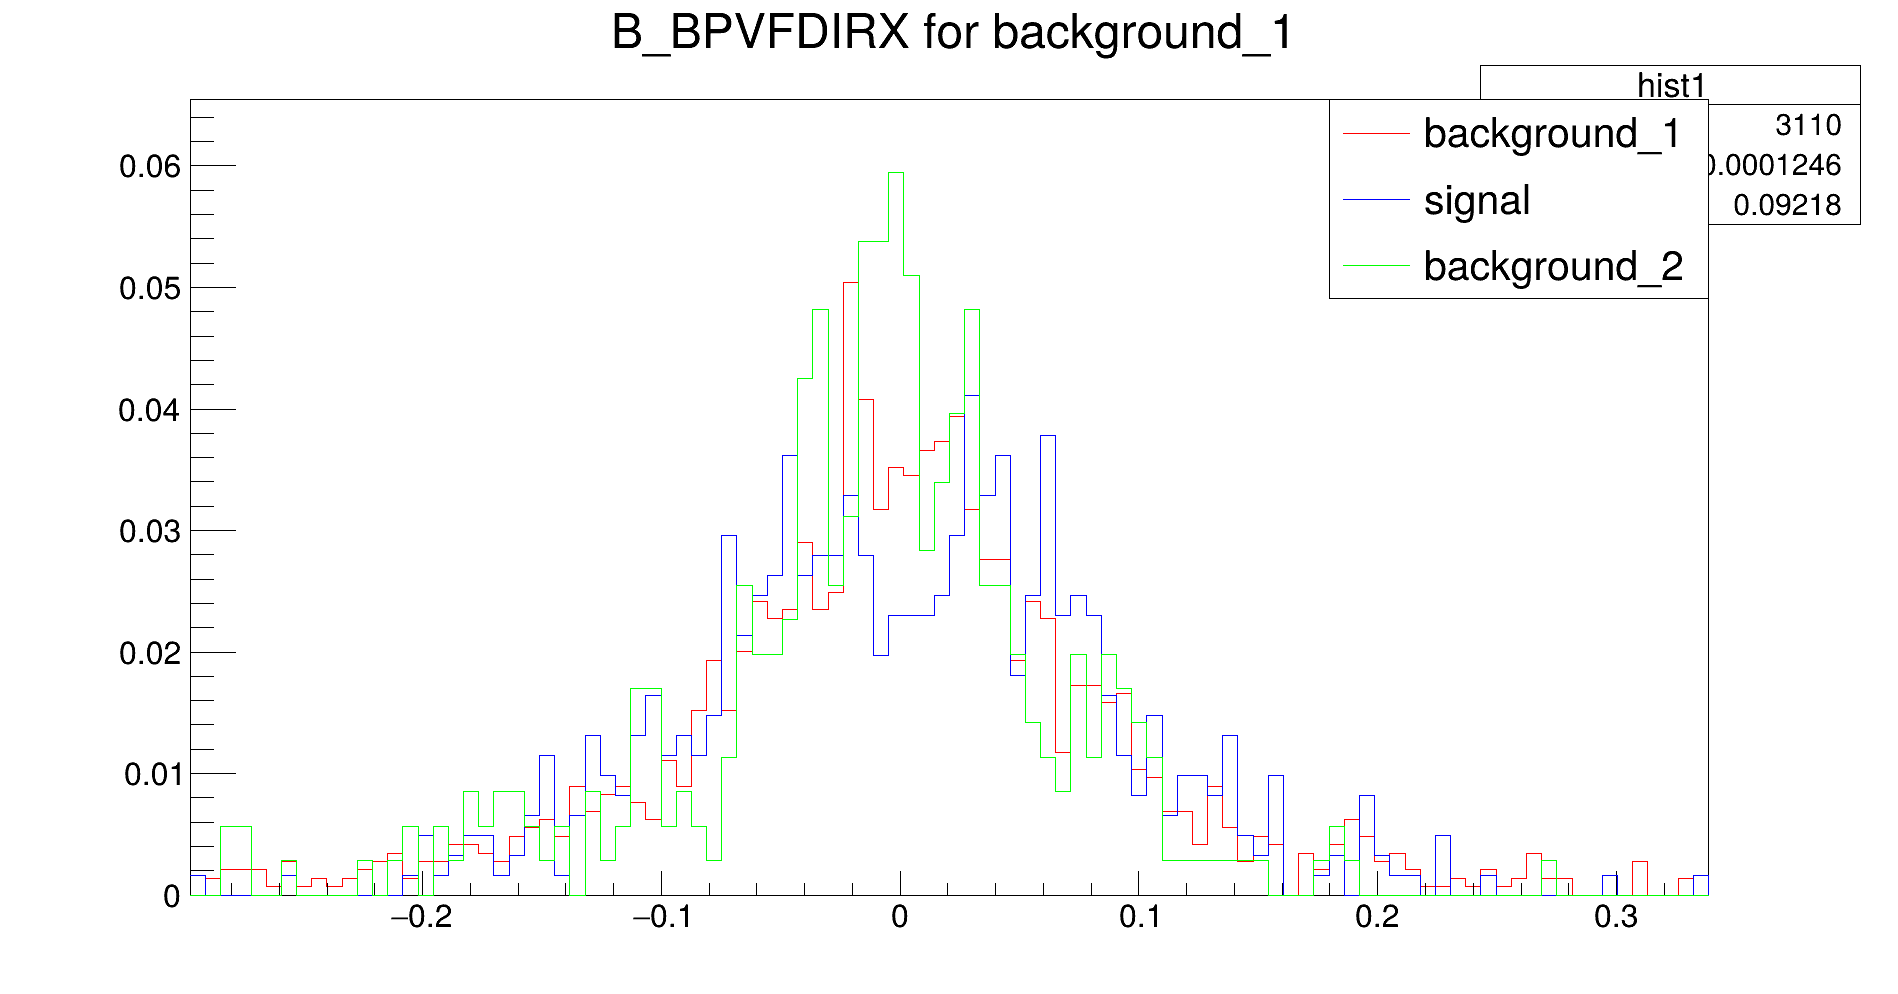 B_BPVFDIRX for background_1
hist1
3110
0.0001246
0.09218
background_1
signal
background_2
0.06
0.05
0.04
0.03
0.02
0.01
0
−0.2 −0.1 0 0.1 0.2 0.3